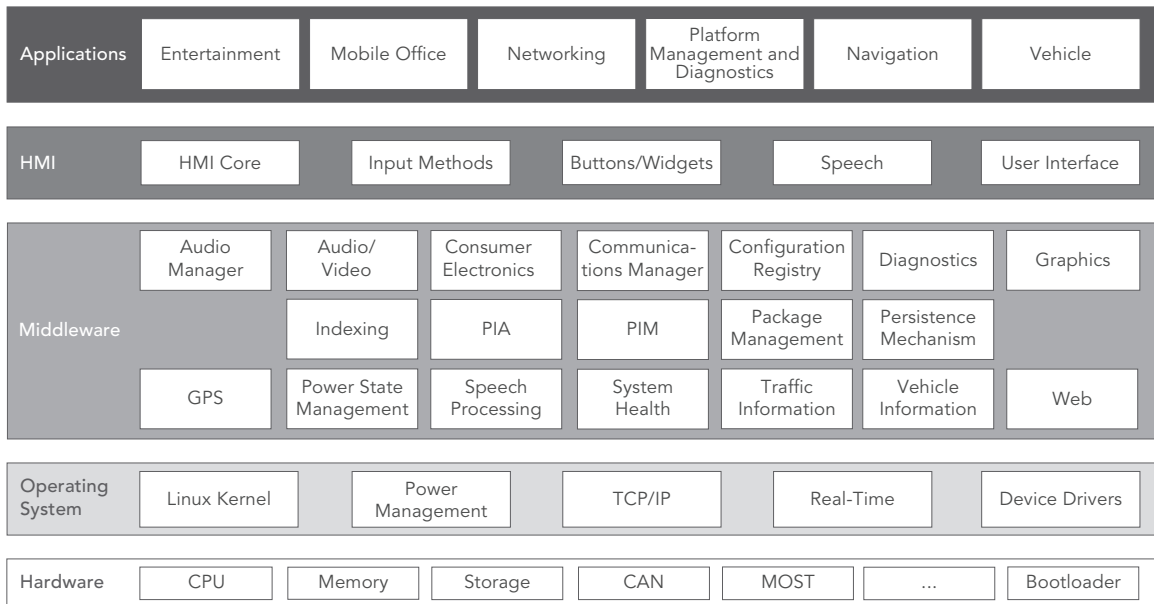 Applications
Entertainment
Mobile Office
Networking
Platform
Management and
Diagnostics
Navigation
Vehicle
HMI
HMI Core
Input Methods
Buttons/Widgets
Speech
User Interface
Middleware
Audio
Manager
Audio/
Video
Consumer
Electronics
Communica-
tions Manager
Configuration
Registry
Diagnostics
Graphics
Indexing
PIA
PIM
Package
Management
Persistence
Mechanism
GPS
Power State
Management
Speech
Processing
System
Health
Traffic
Information
Vehicle
Information
Web
Operating
System
Linux Kernel
Power
Management
TCP/IP
Real-Time
Device Drivers
Hardware
CPU
Memory
Storage
CAN
MOST
...
Bootloader